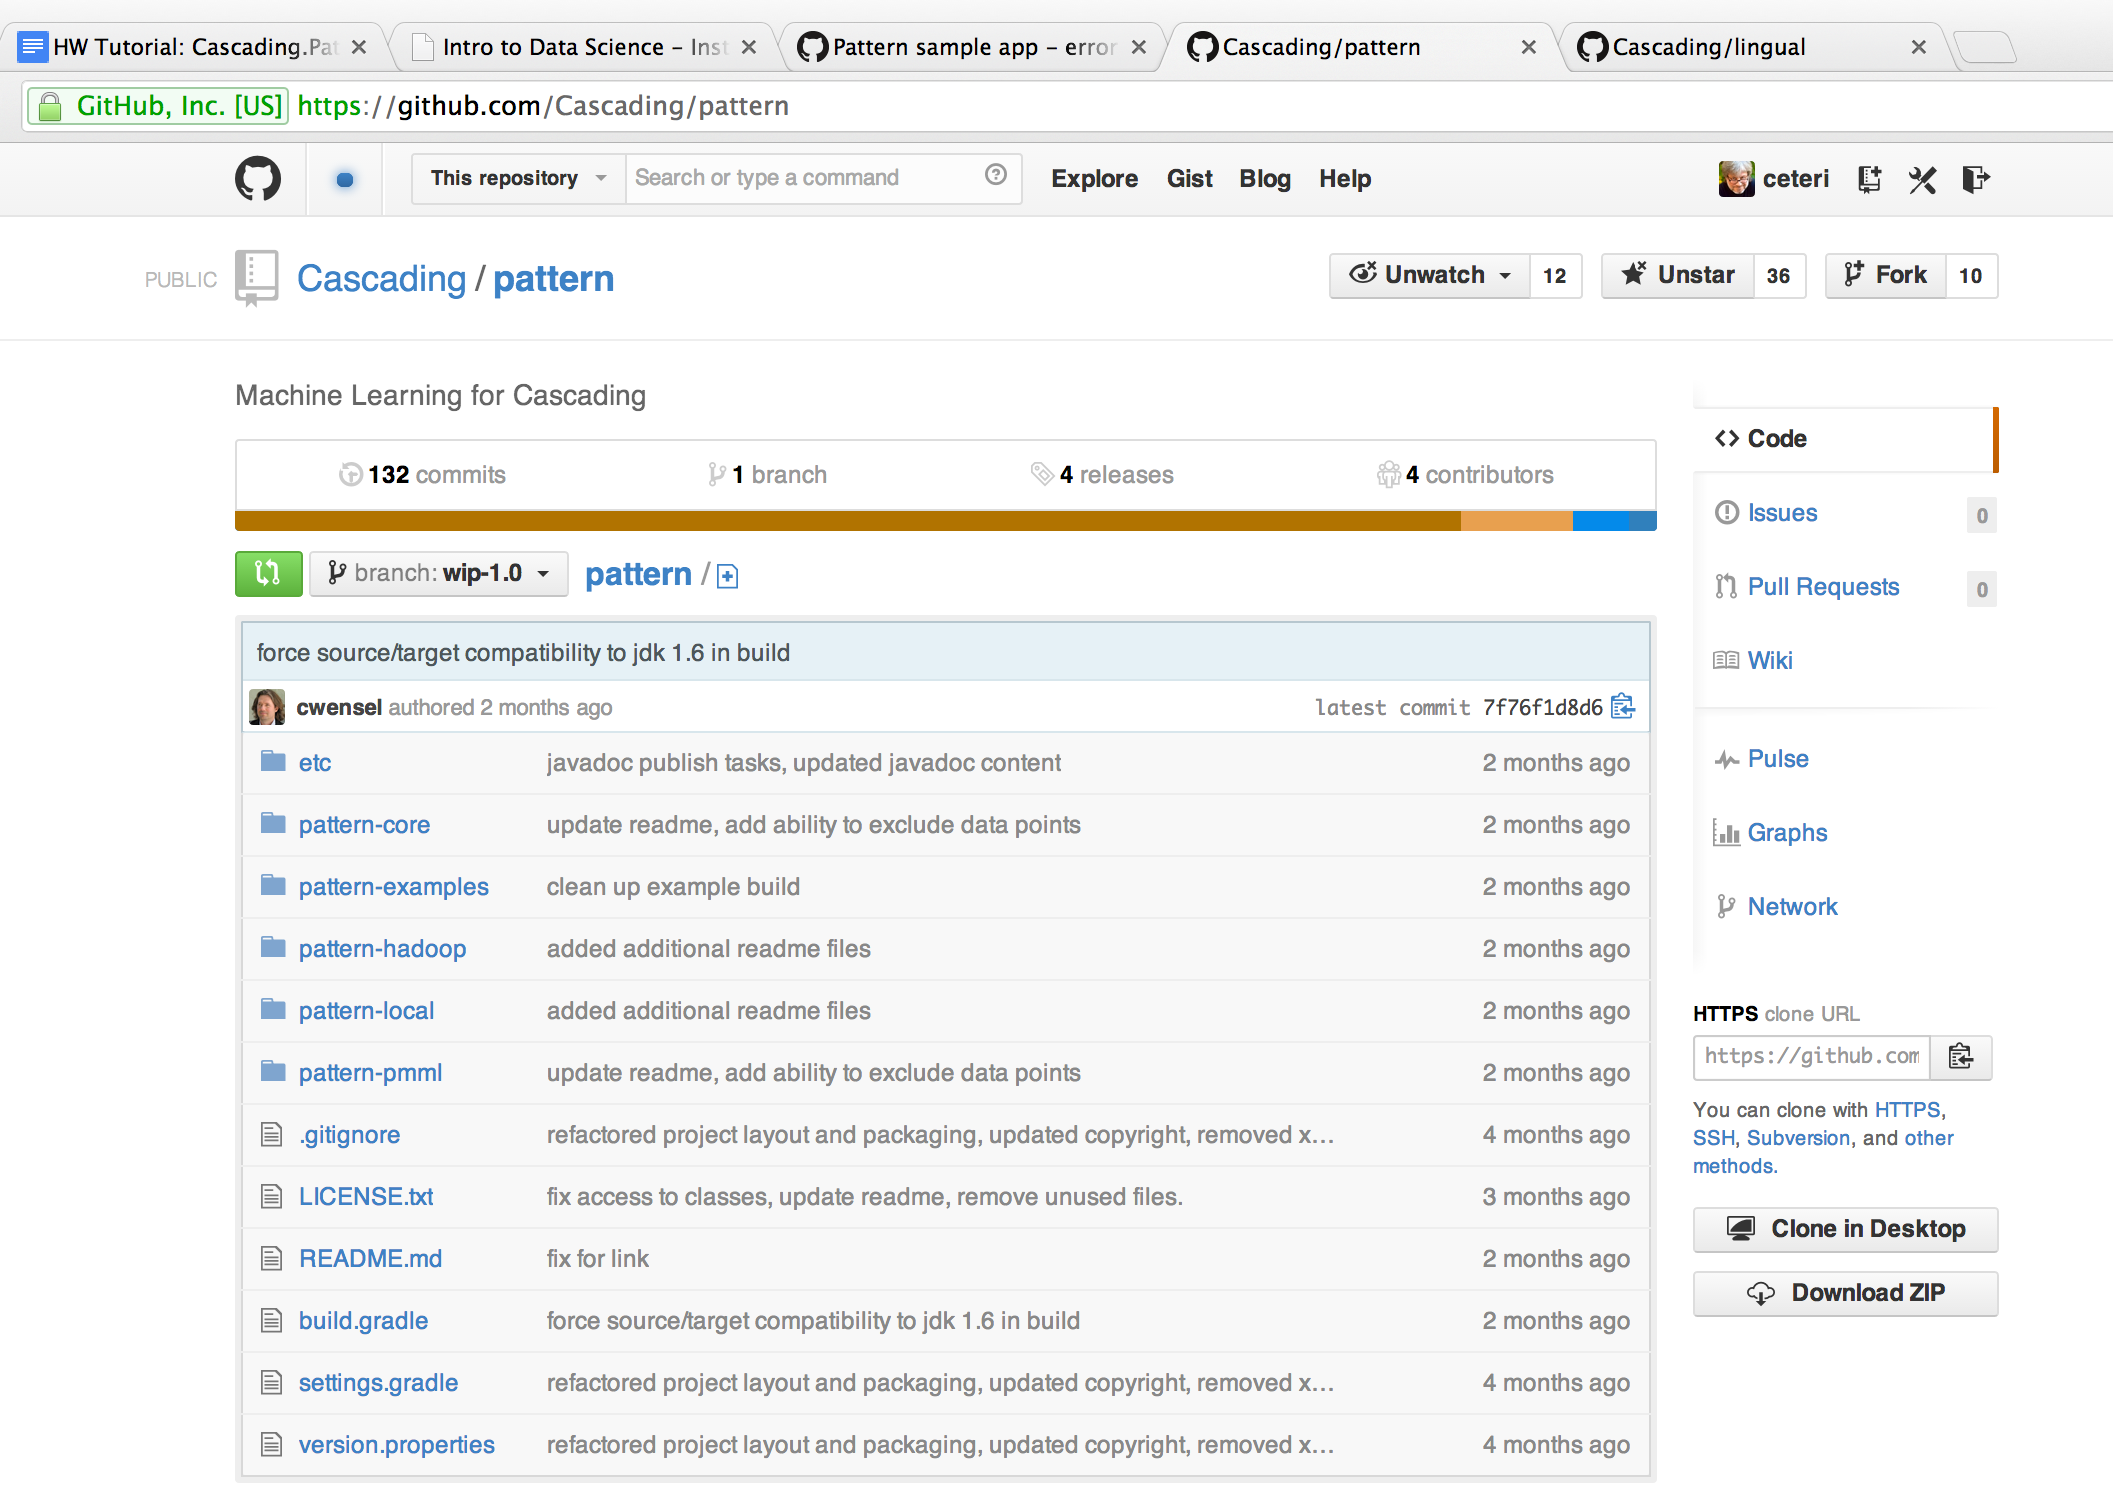 HW Tutorial: Cascading.Pat
Intro to Data Science – Inst
Pattern sample app – error
Cascading/pattern
Cascading/lingual
GitHub, Inc. [US] https://github.com/Cascading/pattern
This repository Search or type a command Explore Gist Blog Help ceteri
PUBLIC Cascading / pattern Unwatch 12 Unstar 36 Fork 10
Machine Learning for Cascading
132 commits 1 branch 4 releases 4 contributors
branch: wip-1.0 pattern /
force source/target compatibility to jdk 1.6 in build
cwensel authored 2 months ago latest commit 7f76f1d8d6
etc javadoc publish tasks, updated javadoc content 2 months ago
pattern-core update readme, add ability to exclude data points 2 months ago
pattern-examples clean up example build 2 months ago
pattern-hadoop added additional readme files 2 months ago
pattern-local added additional readme files 2 months ago
pattern-pmml update readme, add ability to exclude data points 2 months ago
.gitignore refactored project layout and packaging, updated copyright, removed x... 4 months ago
LICENSE.txt fix access to classes, update readme, remove unused files. 3 months ago
README.md fix for link 2 months ago
build.gradle force source/target compatibility to jdk 1.6 in build 2 months ago
settings.gradle refactored project layout and packaging, updated copyright, removed x... 4 months ago
version.properties refactored project layout and packaging, updated copyright, removed x... 4 months ago
Code
Issues 0
Pull Requests 0
Wiki
Pulse
Graphs
Network
HTTPS clone URL
https://github.com
You can clone with HTTPS,
SSH, Subversion, and other
methods.
Clone in Desktop
Download ZIP